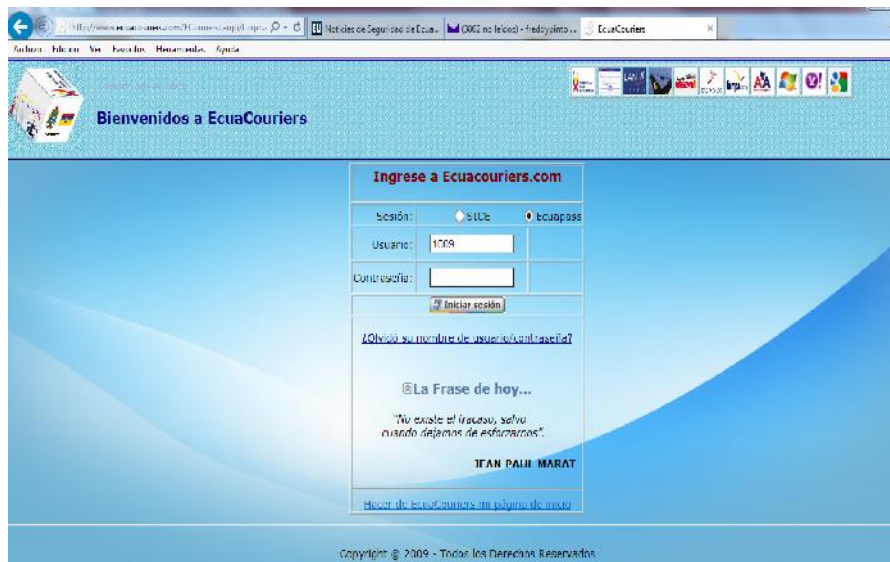 Noticias de Seguridad de Ecua...
EcuaCouriers
Archivo Edición Ver Favoritos Herramientas Ayuda
Bienvenidos a EcuaCouriers
Ingrese a Ecuacouriers.com
Sesión: SICE Ecuapass
Usuario: 1009
Contraseña:
Iniciar sesión
¿Olvidó su nombre de usuario/contraseña?
La Frase de hoy...
"No existe el fracaso, salvo
cuando dejamos de esforzarnos".
JEAN PAUL MARAT
Hacer de EcuaCouriers mi página de inicio
Copyright @ 2009 - Todos los Derechos Reservados